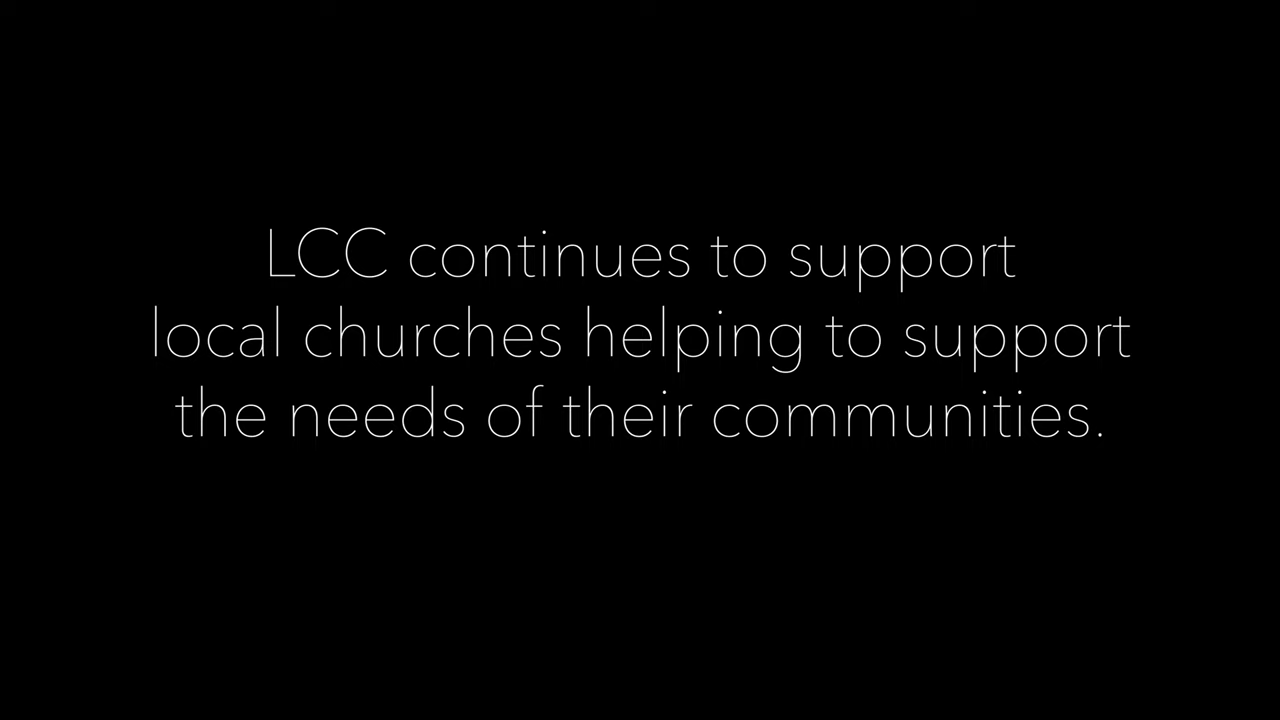 LCC continues to support
local churches helping to support
the needs of their communities.